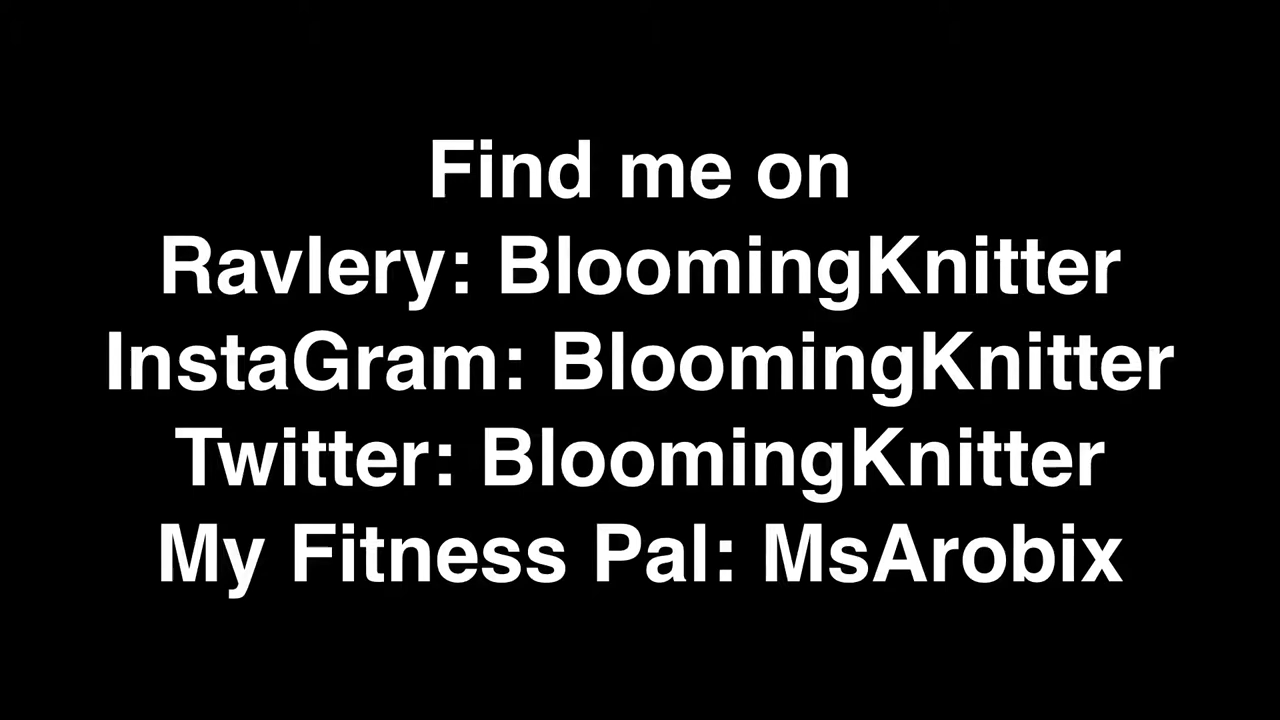 Find me on
Ravlery: BloomingKnitter
InstaGram: BloomingKnitter
Twitter: BloomingKnitter
My Fitness Pal: MsArobix